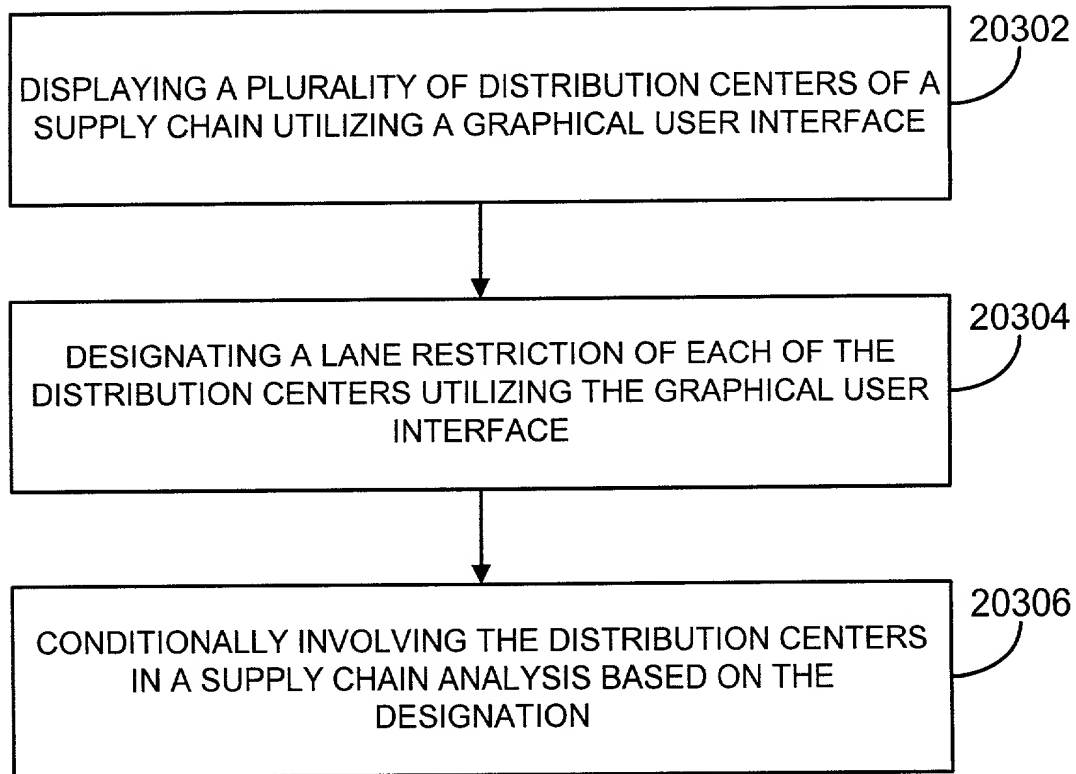 20302
DISPLAYING A PLURALITY OF DISTRIBUTION CENTERS OF A
SUPPLY CHAIN UTILIZING A GRAPHICAL USER INTERFACE
20304
DESIGNATING A LANE RESTRICTION OF EACH OF THE
DISTRIBUTION CENTERS UTILIZING THE GRAPHICAL USER
INTERFACE
20306
CONDITIONALLY INVOLVING THE DISTRIBUTION CENTERS
IN A SUPPLY CHAIN ANALYSIS BASED ON THE
DESIGNATION